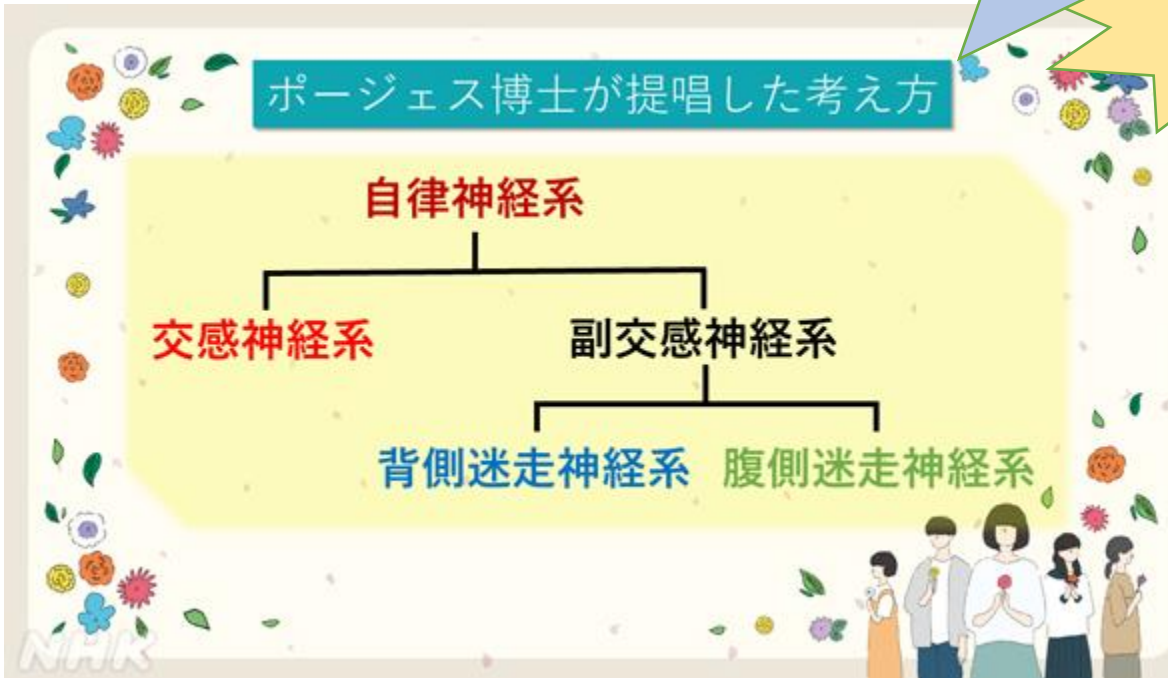 ポージェス博士が提唱した考え方
自律神経系
交感神経系
副交感神経系
背側迷走神経系
腹側迷走神経系
NHK